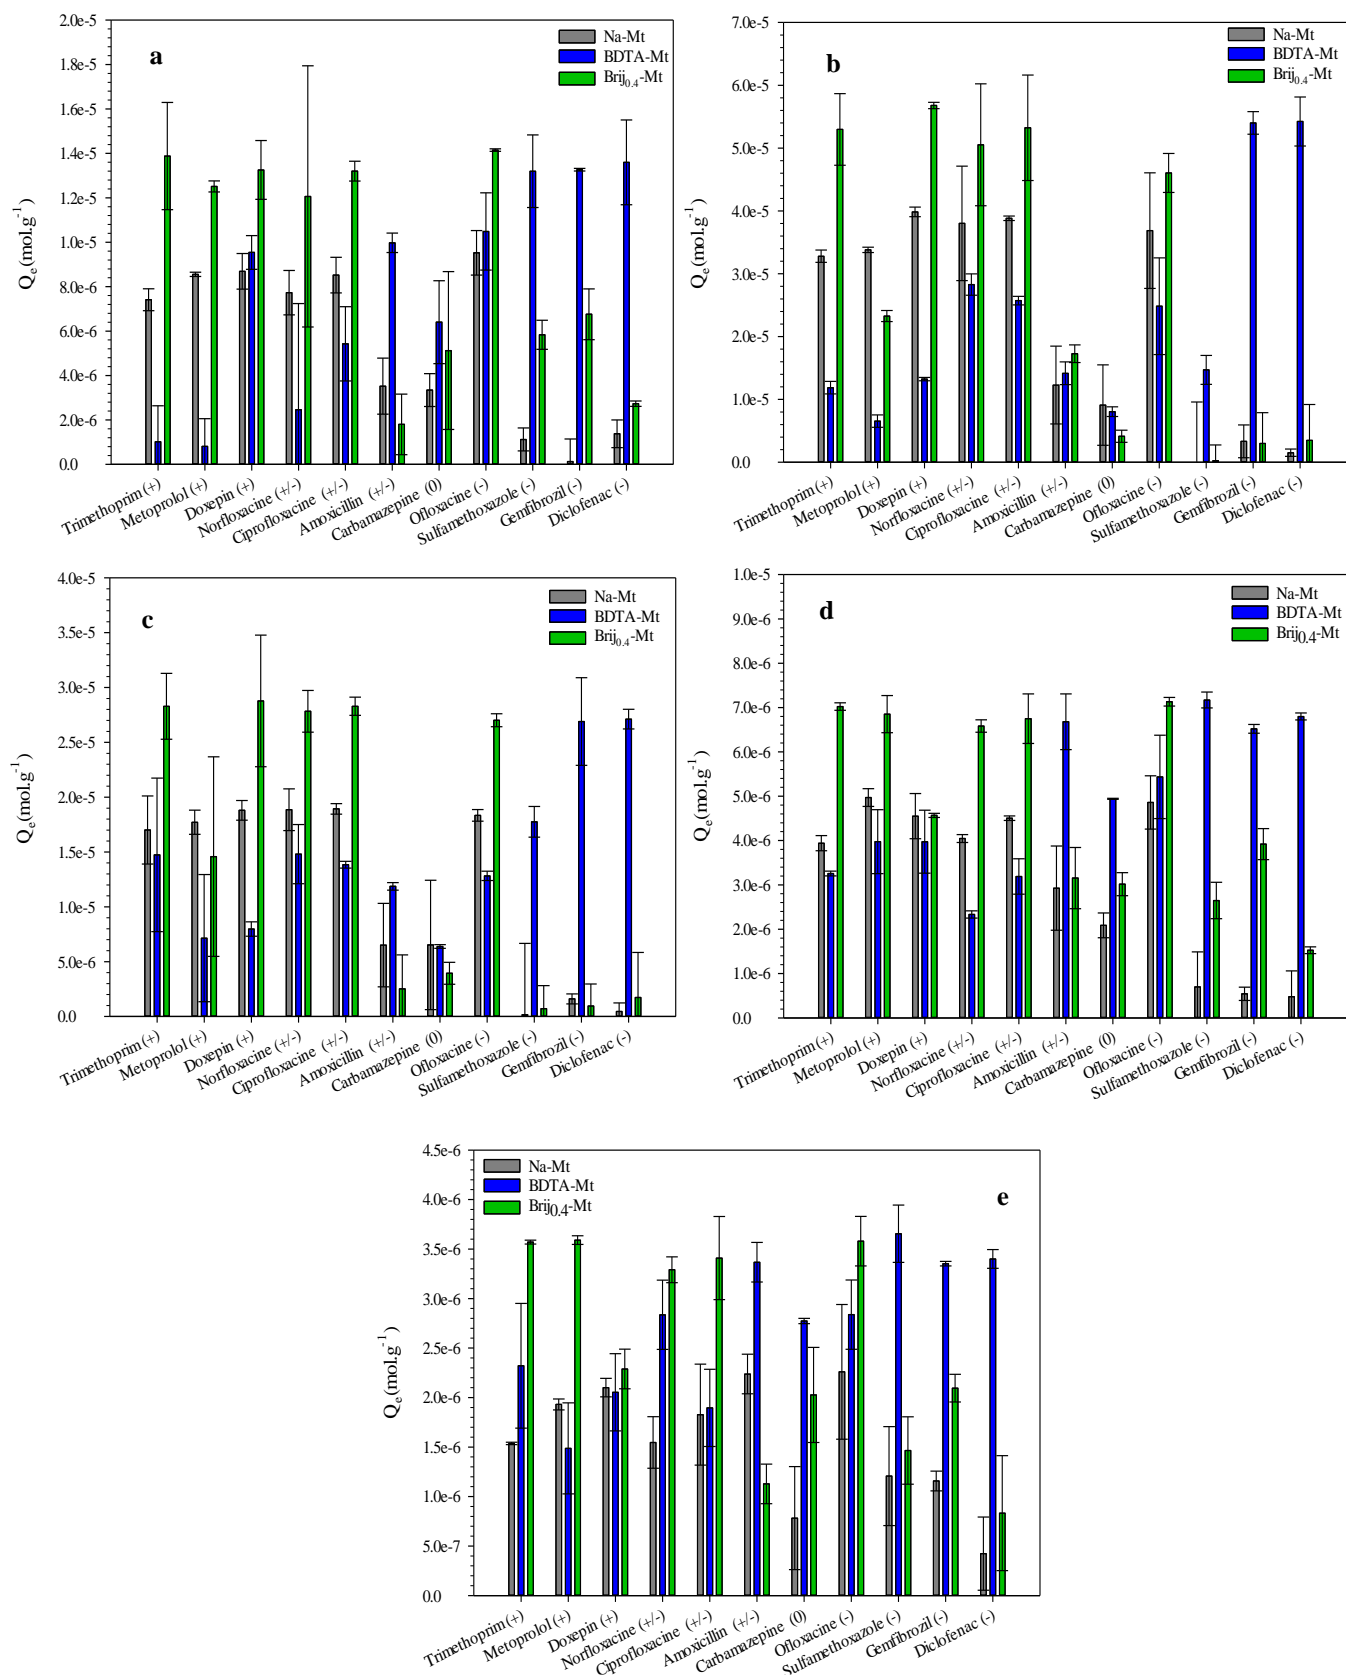 a
Na-Mt
BDTA-Mt
Brij0.4-Mt
Qe(mol.g-1)
2.0e-5
1.8e-5
1.6e-5
1.4e-5
1.2e-5
1.0e-5
8.0e-6
6.0e-6
4.0e-6
2.0e-6
0.0
Trimethoprim (+)
Metoprolol (+)
Doxepin (+)
Norfloxacine (+/-)
Ciprofloxacine (+/-)
Amoxicillin (+/-)
Carbamazepine (0)
Ofloxacine (-)
Sulfamethoxazole (-)
Gemfibrozil (-)
Diclofenac (-)
b
Na-Mt
BDTA-Mt
Brij0.4-Mt
Qe(mol.g-1)
7.0e-5
6.0e-5
5.0e-5
4.0e-5
3.0e-5
2.0e-5
1.0e-5
0.0
Trimethoprim (+)
Metoprolol (+)
Doxepin (+)
Norfloxacine (+/-)
Ciprofloxacine (+/-)
Amoxicillin (+/-)
Carbamazepine (0)
Ofloxacine (-)
Sulfamethoxazole (-)
Gemfibrozil (-)
Diclofenac (-)
c
Na-Mt
BDTA-Mt
Brij0.4-Mt
Qe(mol.g-1)
4.0e-5
3.5e-5
3.0e-5
2.5e-5
2.0e-5
1.5e-5
1.0e-5
5.0e-6
0.0
Trimethoprim (+)
Metoprolol (+)
Doxepin (+)
Norfloxacine (+/-)
Ciprofloxacine (+/-)
Amoxicillin (+/-)
Carbamazepine (0)
Ofloxacine (-)
Sulfamethoxazole (-)
Gemfibrozil (-)
Diclofenac (-)
d
Na-Mt
BDTA-Mt
Brij0.4-Mt
Qe(mol.g-1)
1.0e-5
9.0e-6
8.0e-6
7.0e-6
6.0e-6
5.0e-6
4.0e-6
3.0e-6
2.0e-6
1.0e-6
0.0
Trimethoprim (+)
Metoprolol (+)
Doxepin (+)
Norfloxacine (+/-)
Ciprofloxacine (+/-)
Amoxicillin (+/-)
Carbamazepine (0)
Ofloxacine (-)
Sulfamethoxazole (-)
Gemfibrozil (-)
Diclofenac (-)
e
Na-Mt
BDTA-Mt
Brij0.4-Mt
Qe(mol.g-1)
4.5e-6
4.0e-6
3.5e-6
3.0e-6
2.5e-6
2.0e-6
1.5e-6
1.0e-6
5.0e-7
0.0
Trimethoprim (+)
Metoprolol (+)
Doxepin (+)
Norfloxacine (+/-)
Ciprofloxacine (+/-)
Amoxicillin (+/-)
Carbamazepine (0)
Ofloxacine (-)
Sulfamethoxazole (-)
Gemfibrozil (-)
Diclofenac (-)